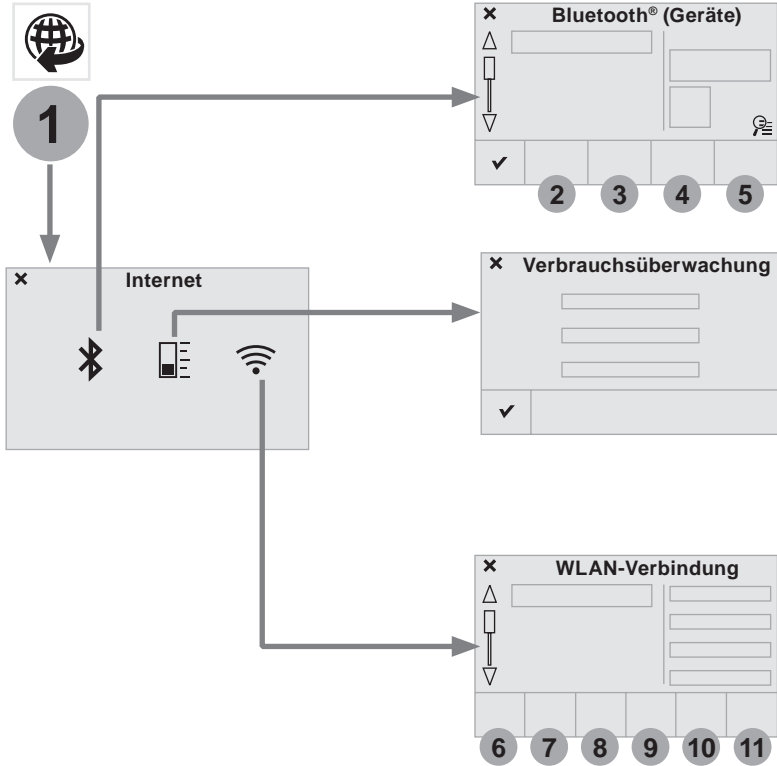 Bluetooth® (Geräte)
1
2 3 4 5
Internet
Verbrauchsüberwachung
WLAN-Verbindung
6 7 8 9 10 11